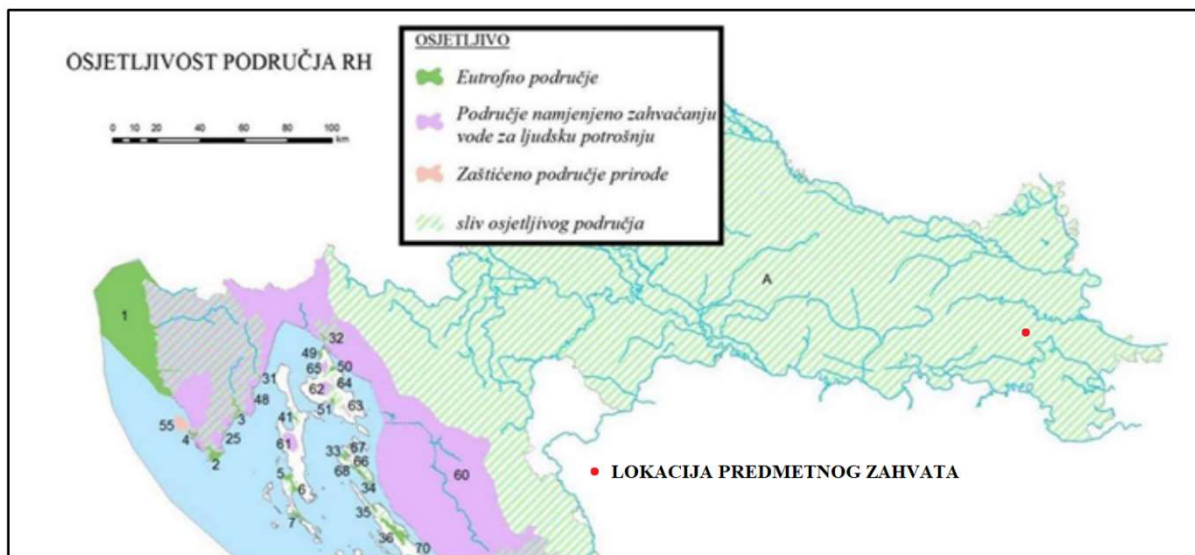 OSJETLJIVOST PODRUČJA RH
0 10 20 40 60 80 100
km
OSJETLJIVO
Eutrofno područje
Područje namjenjeno zahvaćanju
vode za ljudsku potrošnju
Zaštićeno područje prirode
sliv osjetljivog područja
A
1
32
49
50
65
31
64
62
48
51
63
3
41
55
4
25
61
67
33
66
2
68
60
5
34
6
35
7
36
70
LOKACIJA PREDMETNOG ZAHVATA